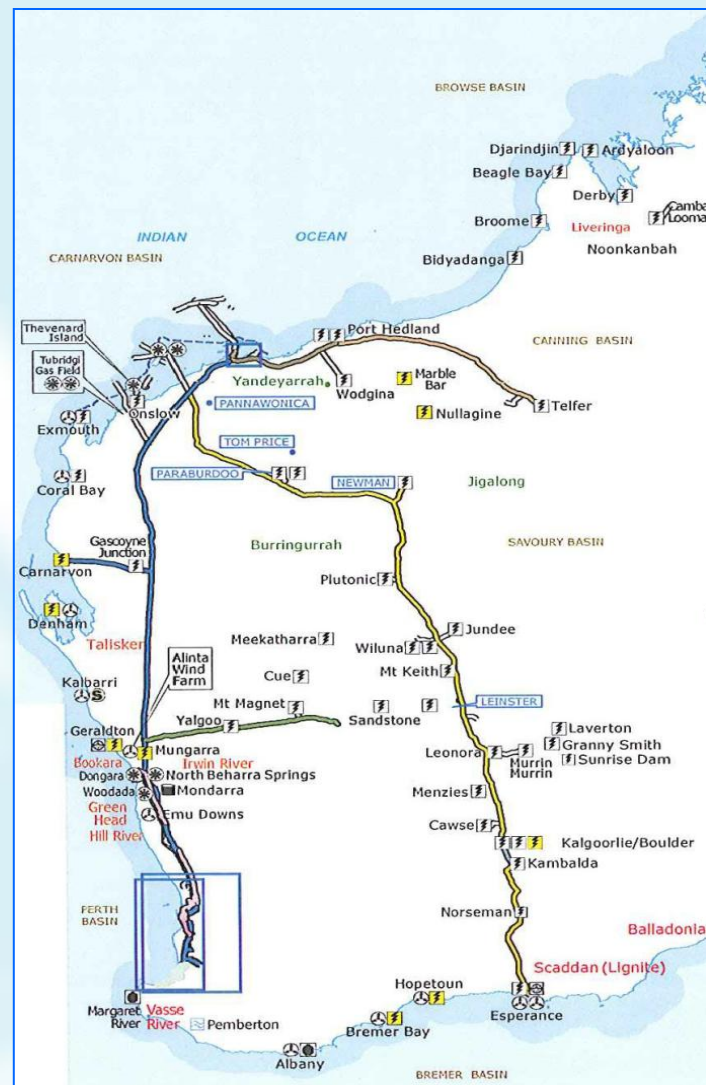 BROWSE BASIN
Djarindjin
Ardyaloon
Beagle Bay
Derby
Broome
Liveringa
Noonkanbah
Bidyadanga
INDIAN OCEAN
CARNARVON BASIN
Thevenard
Island
Tubridgi
Gas Field
Port Hedland
CANNING BASIN
Yandeyarrah
Wodgina
Marble
Bar
Nullagine
Telfer
Onslow
PANNAWONICA
Exmouth
TOM PRICE
PARABURDOO
NEWMAN
Jigalong
Coral Bay
Gascoyne
Junction
Burringurrah
SAVOURY BASIN
Carnarvon
Plutonic
Denham
Talisker
Meekatharra
Jundee
Wiluna
Alinta
Wind
Farm
Cue
Mt Keith
Kalbarri
S
Mt Magnet
LEINSTER
Yalgoo
Sandstone
Geraldton
Mungarra
Laverton
Granny Smith
Sunrise Dam
Leonora
Murrin
Murrin
Bookara
Irwin River
Dongara
North Beharra Springs
Woodada
Mondarra
Menzies
Green
Head
Emu Downs
Hill River
Cawse
Kalgoorlie/Boulder
Kambalda
PERTH
BASIN
Norseman
Balladonia
Scaddan (Lignite)
Hopetoun
Esperance
Margaret
River
Vasse
River
Pemberton
Bremer Bay
Albany
BREMER BASIN